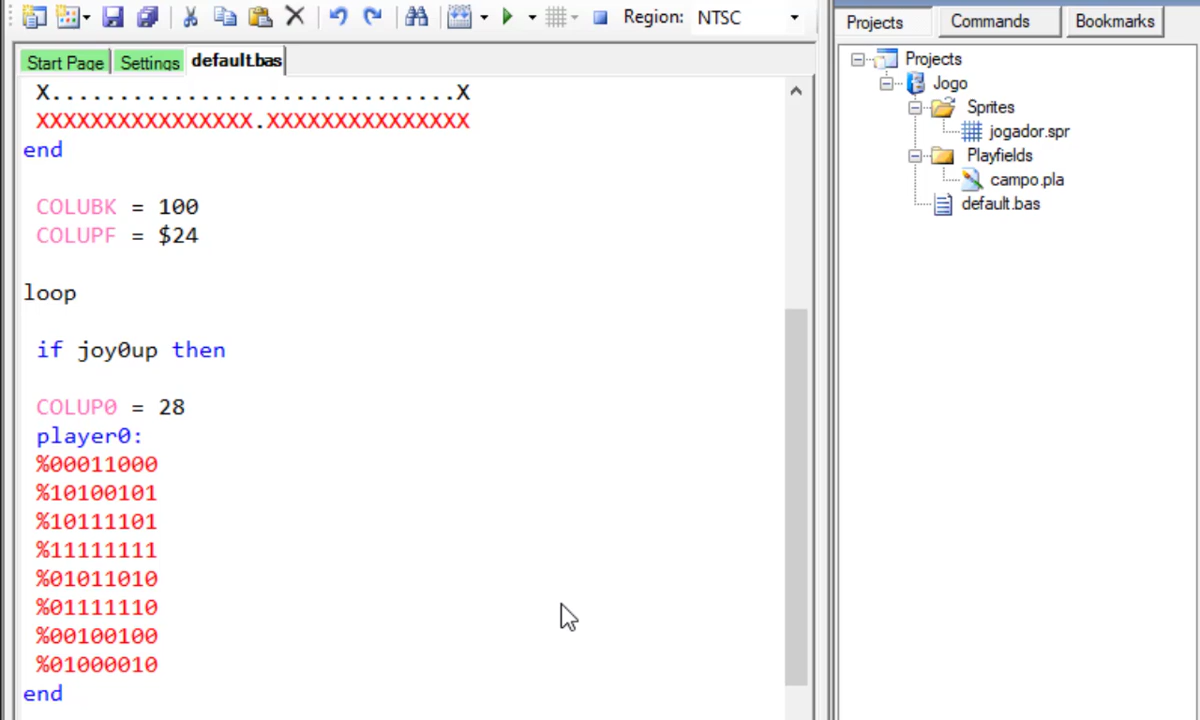 Region: NTSC
Start Page Settings default.bas
X..............................X
XXXXXXXXXXXXXXXX.XXXXXXXXXXXXXXX
end
COLUBK = 100
COLUPF = $24
loop
if joy0up then
COLUP0 = 28
player0:
%00011000
%10100101
%10111101
%11111111
%01011010
%01111110
%00100100
%01000010
end
Projects Commands Bookmarks
Projects
Jogo
Sprites
jogador.spr
Playfields
campo.pla
default.bas